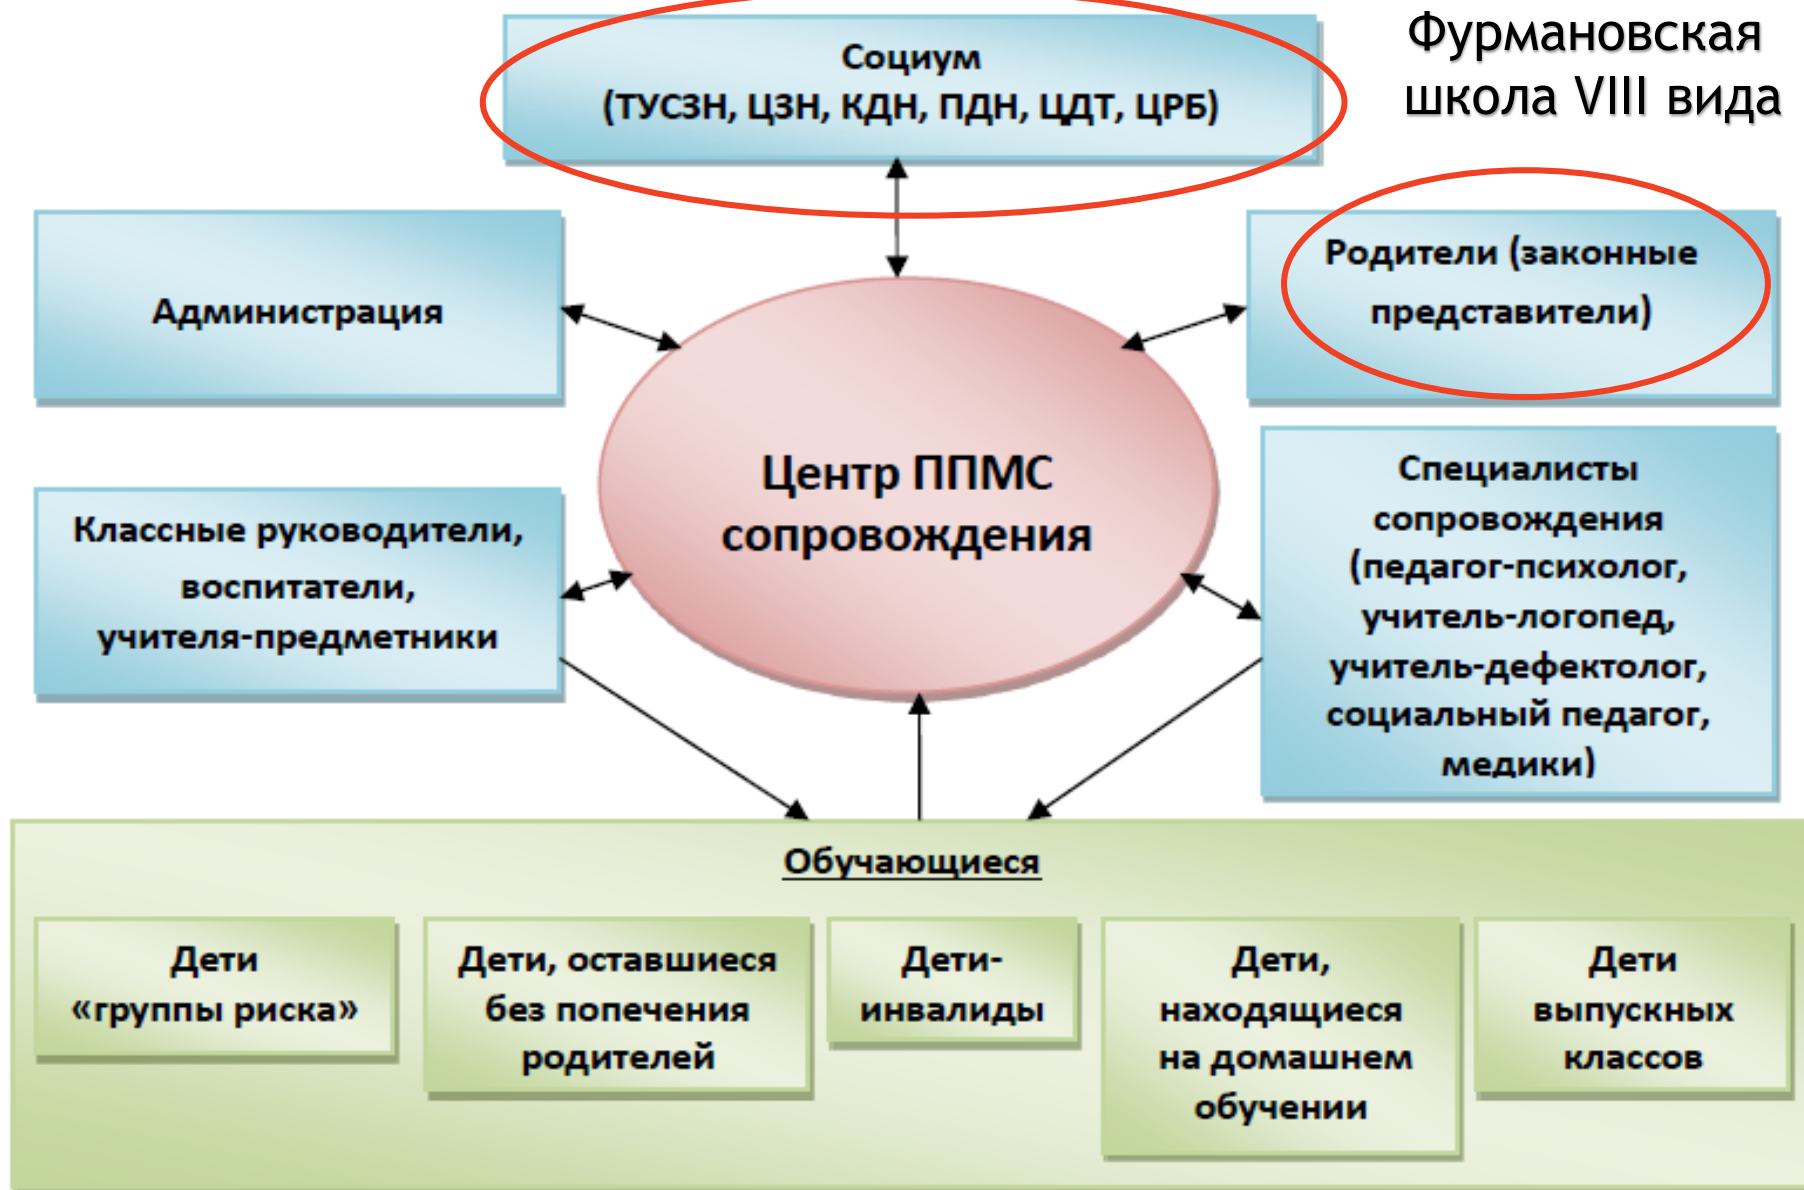 Фурмановская
школа VIII вида
Социум
(ТУСЗН, ЦЗН, КДН, ПДН, ЦДТ, ЦРБ)
Администрация
Родители (законные
представители)
Центр ППМС
сопровождения
Классные руководители,
воспитатели,
учителя-предметники
Специалисты
сопровождения
(педагог-психолог,
учитель-логопед,
учитель-дефектолог,
социальный педагог,
медики)
Обучающиеся
Дети
«группы риска»
Дети, оставшиеся
без попечения
родителей
Дети-
инвалиды
Дети,
находящиеся
на домашнем
обучении
Дети
выпускных
классов